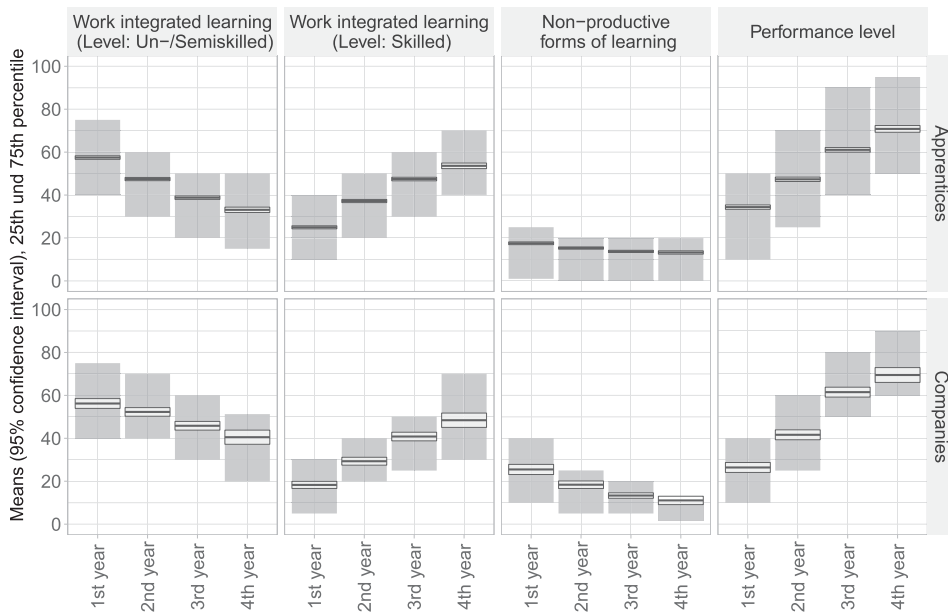 Work integrated learning
(Level: Un−/Semiskilled)
Work integrated learning
(Level: Skilled)
Non−productive
forms of learning
Performance level
Means (95% confidence interval), 25th und 75th percentile
100
80
60
40
20
0
Apprentices
100
80
60
40
20
0
Companies
1st year
2nd year
3rd year
4th year
1st year
2nd year
3rd year
4th year
1st year
2nd year
3rd year
4th year
1st year
2nd year
3rd year
4th year